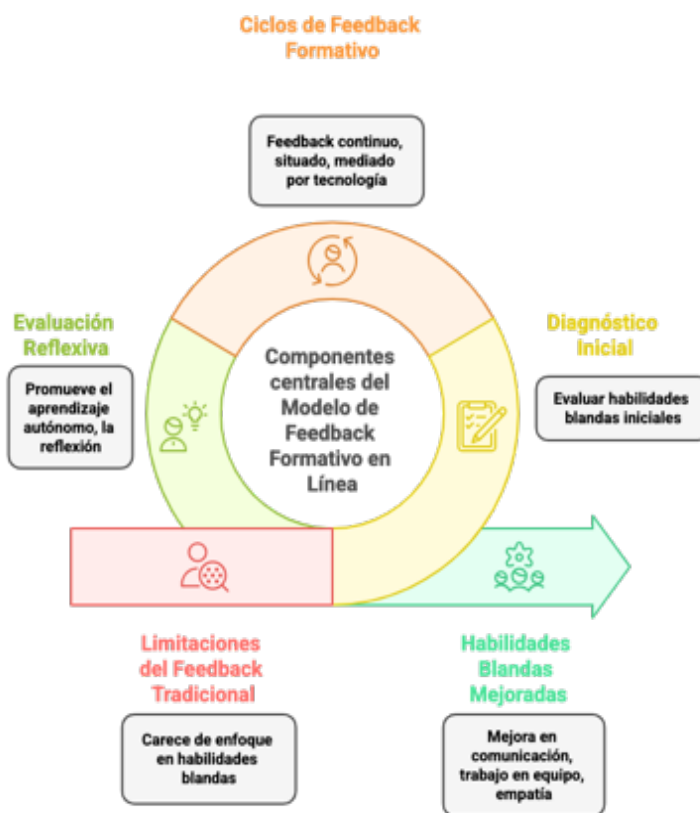 Ciclos de Feedback
Formativo
Feedback continuo,
situado, mediado
por tecnología
Evaluación
Reflexiva
Promueve el
aprendizaje
autónomo, la
reflexión
Componentes
centrales del
Modelo de
Feedback
Formativo en
Línea
Diagnóstico
Inicial
Evaluar habilidades
blandas iniciales
Limitaciones
del Feedback
Tradicional
Carece de enfoque
en habilidades
blandas
Habilidades
Blandas
Mejoradas
Mejora en
comunicación,
trabajo en equipo,
empatía